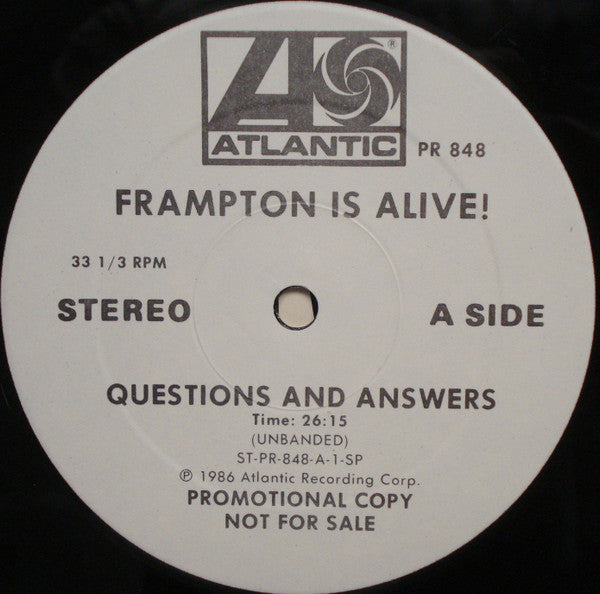 ATLANTIC ®
PR 848
FRAMPTON IS ALIVE!
33 1/3 RPM
STEREO
A SIDE
QUESTIONS AND ANSWERS
Time: 26:15
(UNBANDED)
ST-PR-848-A-1-SP
℗ 1986 Atlantic Recording Corp.
PROMOTIONAL COPY
NOT FOR SALE